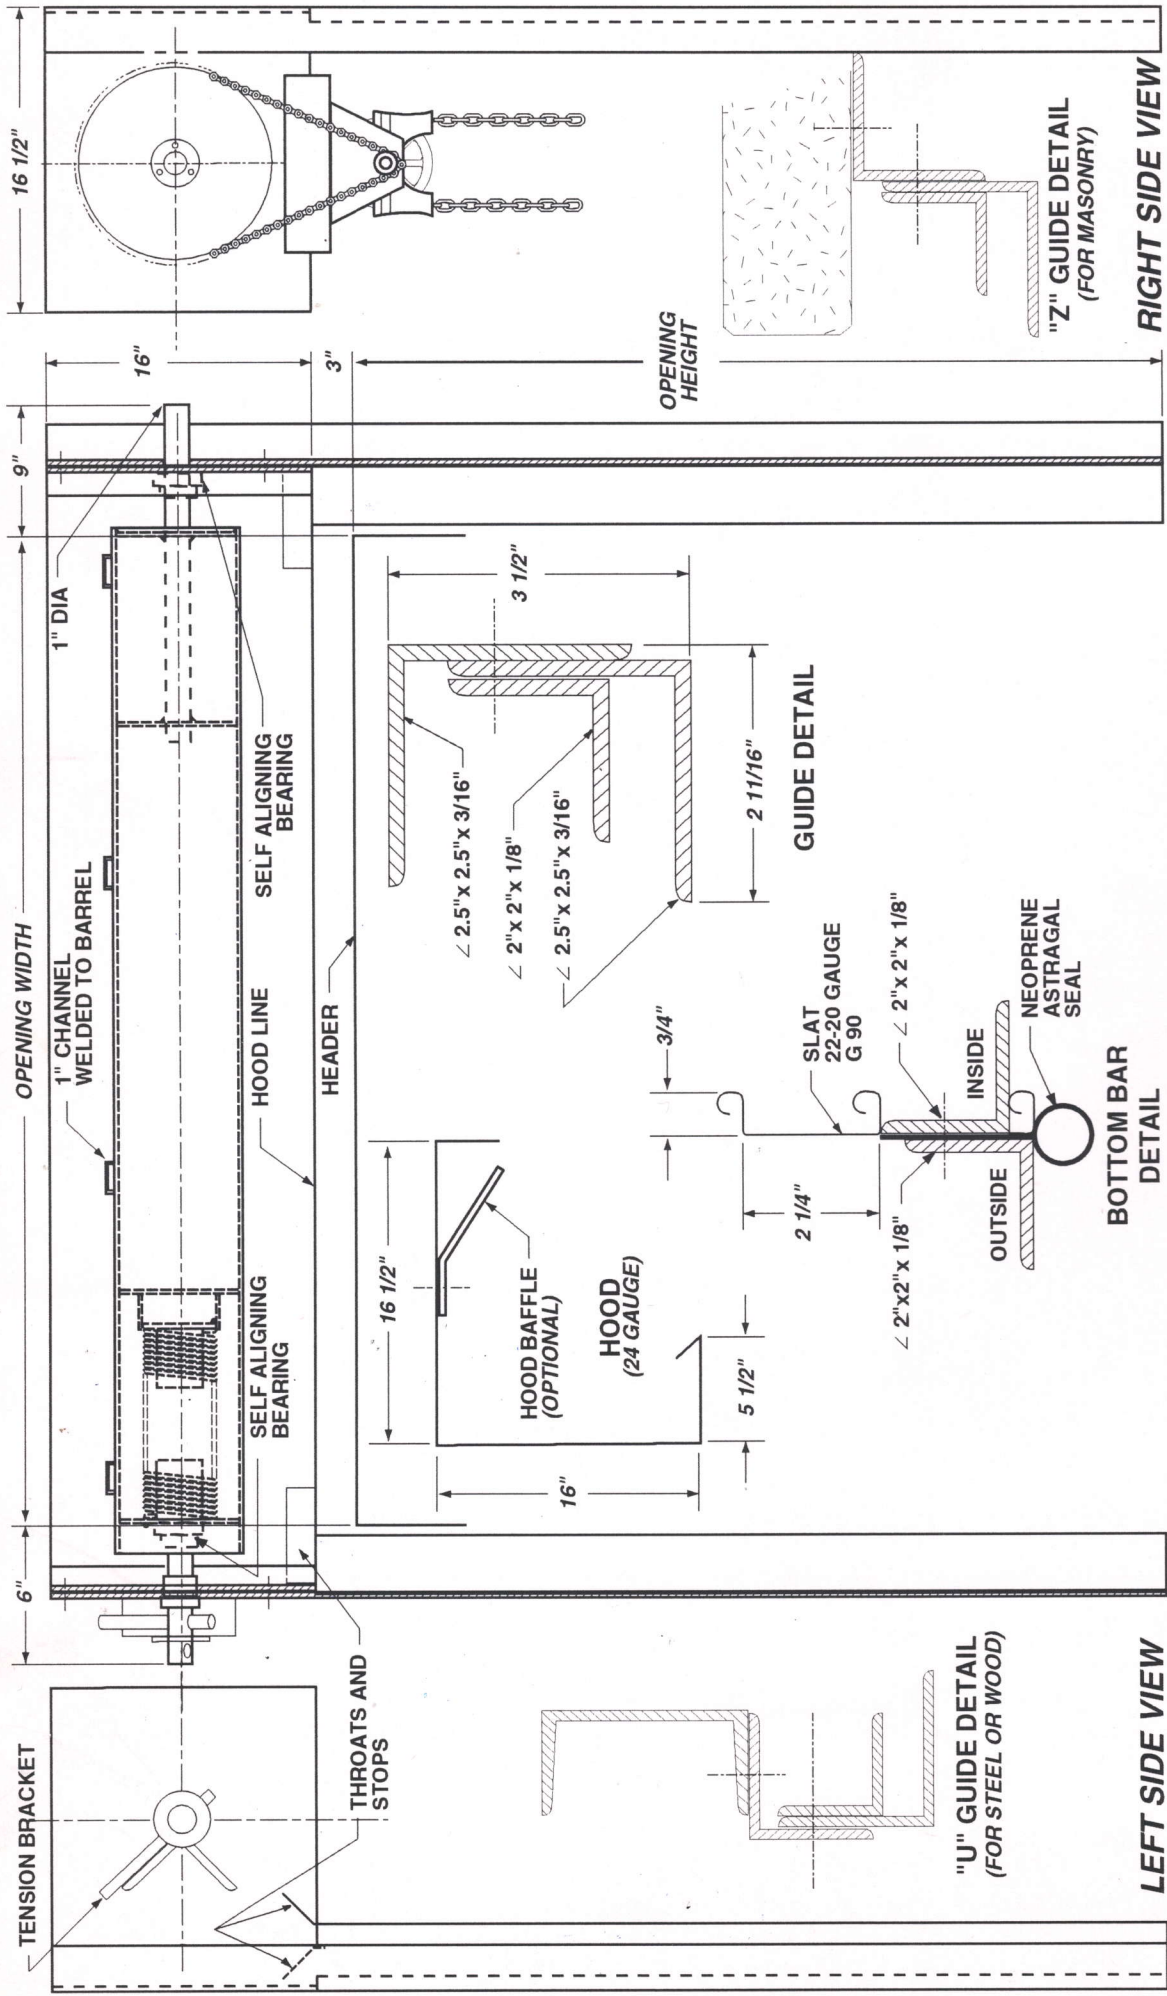 TENSION BRACKET
THROATS AND
STOPS
"U" GUIDE DETAIL
(FOR STEEL OR WOOD)
LEFT SIDE VIEW
6"
OPENING WIDTH
9"
1" CHANNEL
WELDED TO BARREL
1" DIA
SELF ALIGNING
BEARING
HOOD LINE
SELF ALIGNING
BEARING
HEADER
16 1/2"
16"
HOOD BAFFLE
(OPTIONAL)
HOOD
(24 GAUGE)
5 1/2"
∠ 2.5" x 2.5" x 3/16"
∠ 2" x 2" x 1/8"
∠ 2.5" x 2.5" x 3/16"
3 1/2"
2 11/16"
GUIDE DETAIL
3/4"
2 1/4"
SLAT
22-20 GAUGE
G 90
∠ 2" x 2" x 1/8"
∠ 2"x2"x 1/8"
OUTSIDE
INSIDE
NEOPRENE
ASTRAGAL
SEAL
BOTTOM BAR
DETAIL
16 1/2"
16"
3"
OPENING
HEIGHT
"Z" GUIDE DETAIL
(FOR MASONRY)
RIGHT SIDE VIEW